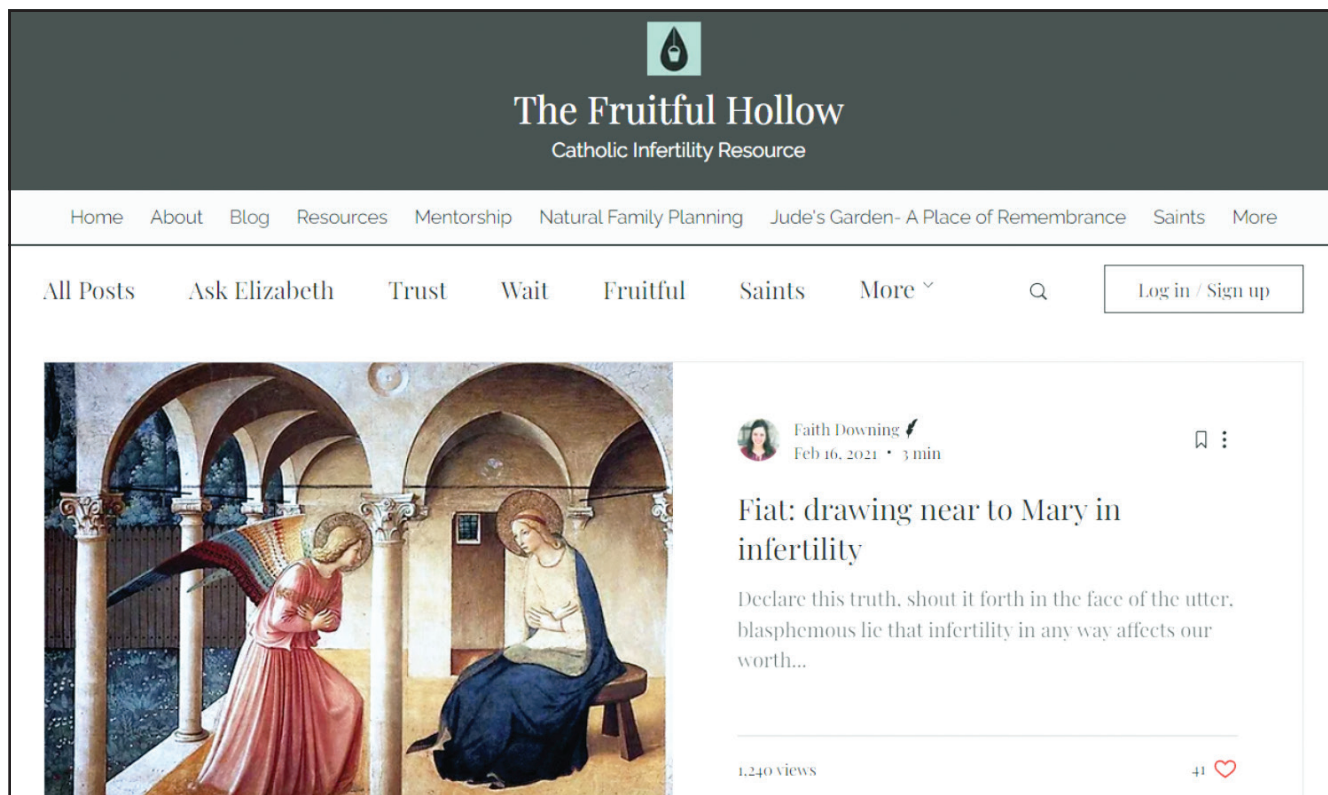 The Fruitful Hollow
Catholic Infertility Resource
Home About Blog Resources Mentorship Natural Family Planning Jude's Garden- A Place of Remembrance Saints More
All Posts Ask Elizabeth Trust Wait Fruitful Saints More Log in / Sign up
Faith Downing
Feb 16, 2021 • 3 min
Fiat: drawing near to Mary in
infertility
Declare this truth, shout it forth in the face of the utter,
blasphemous lie that infertility in any way affects our
worth...
1,240 views 41